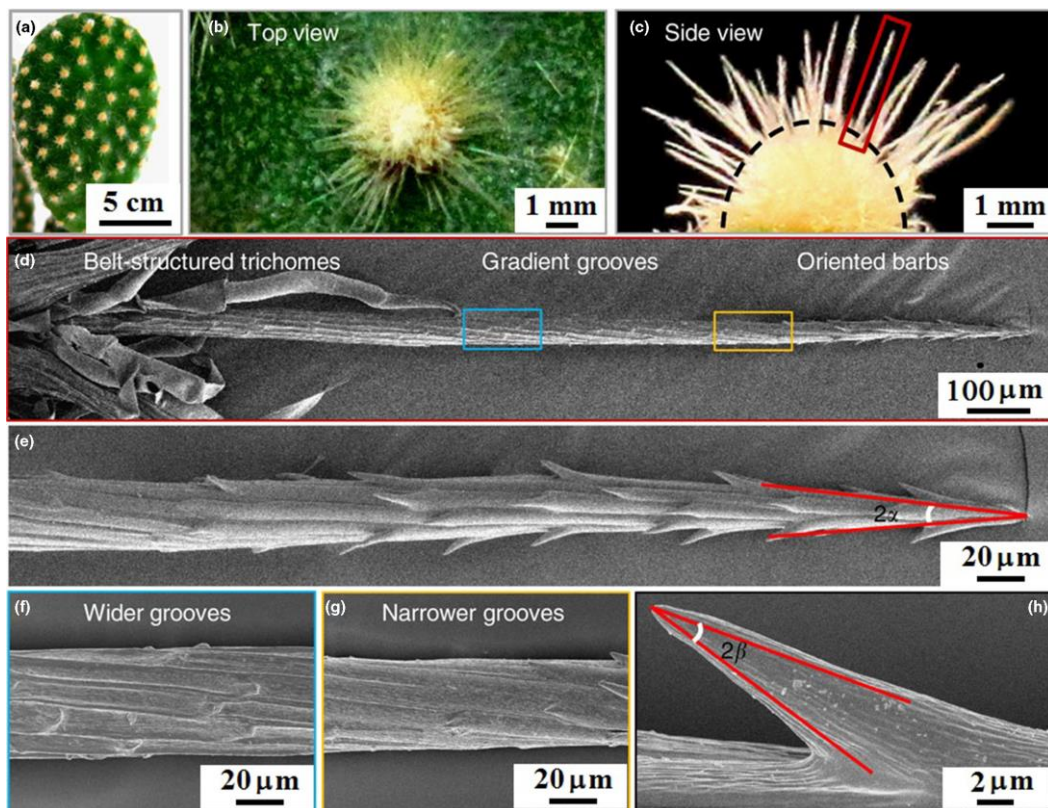 (a)
5 cm
(b)
Top view
1 mm
(c)
Side view
1 mm
(d)
Belt-structured trichomes
Gradient grooves
Oriented barbs
100 μm
(e)
2α
20 μm
(f)
Wider grooves
20 μm
(g)
Narrower grooves
20 μm
(h)
2β
2 μm